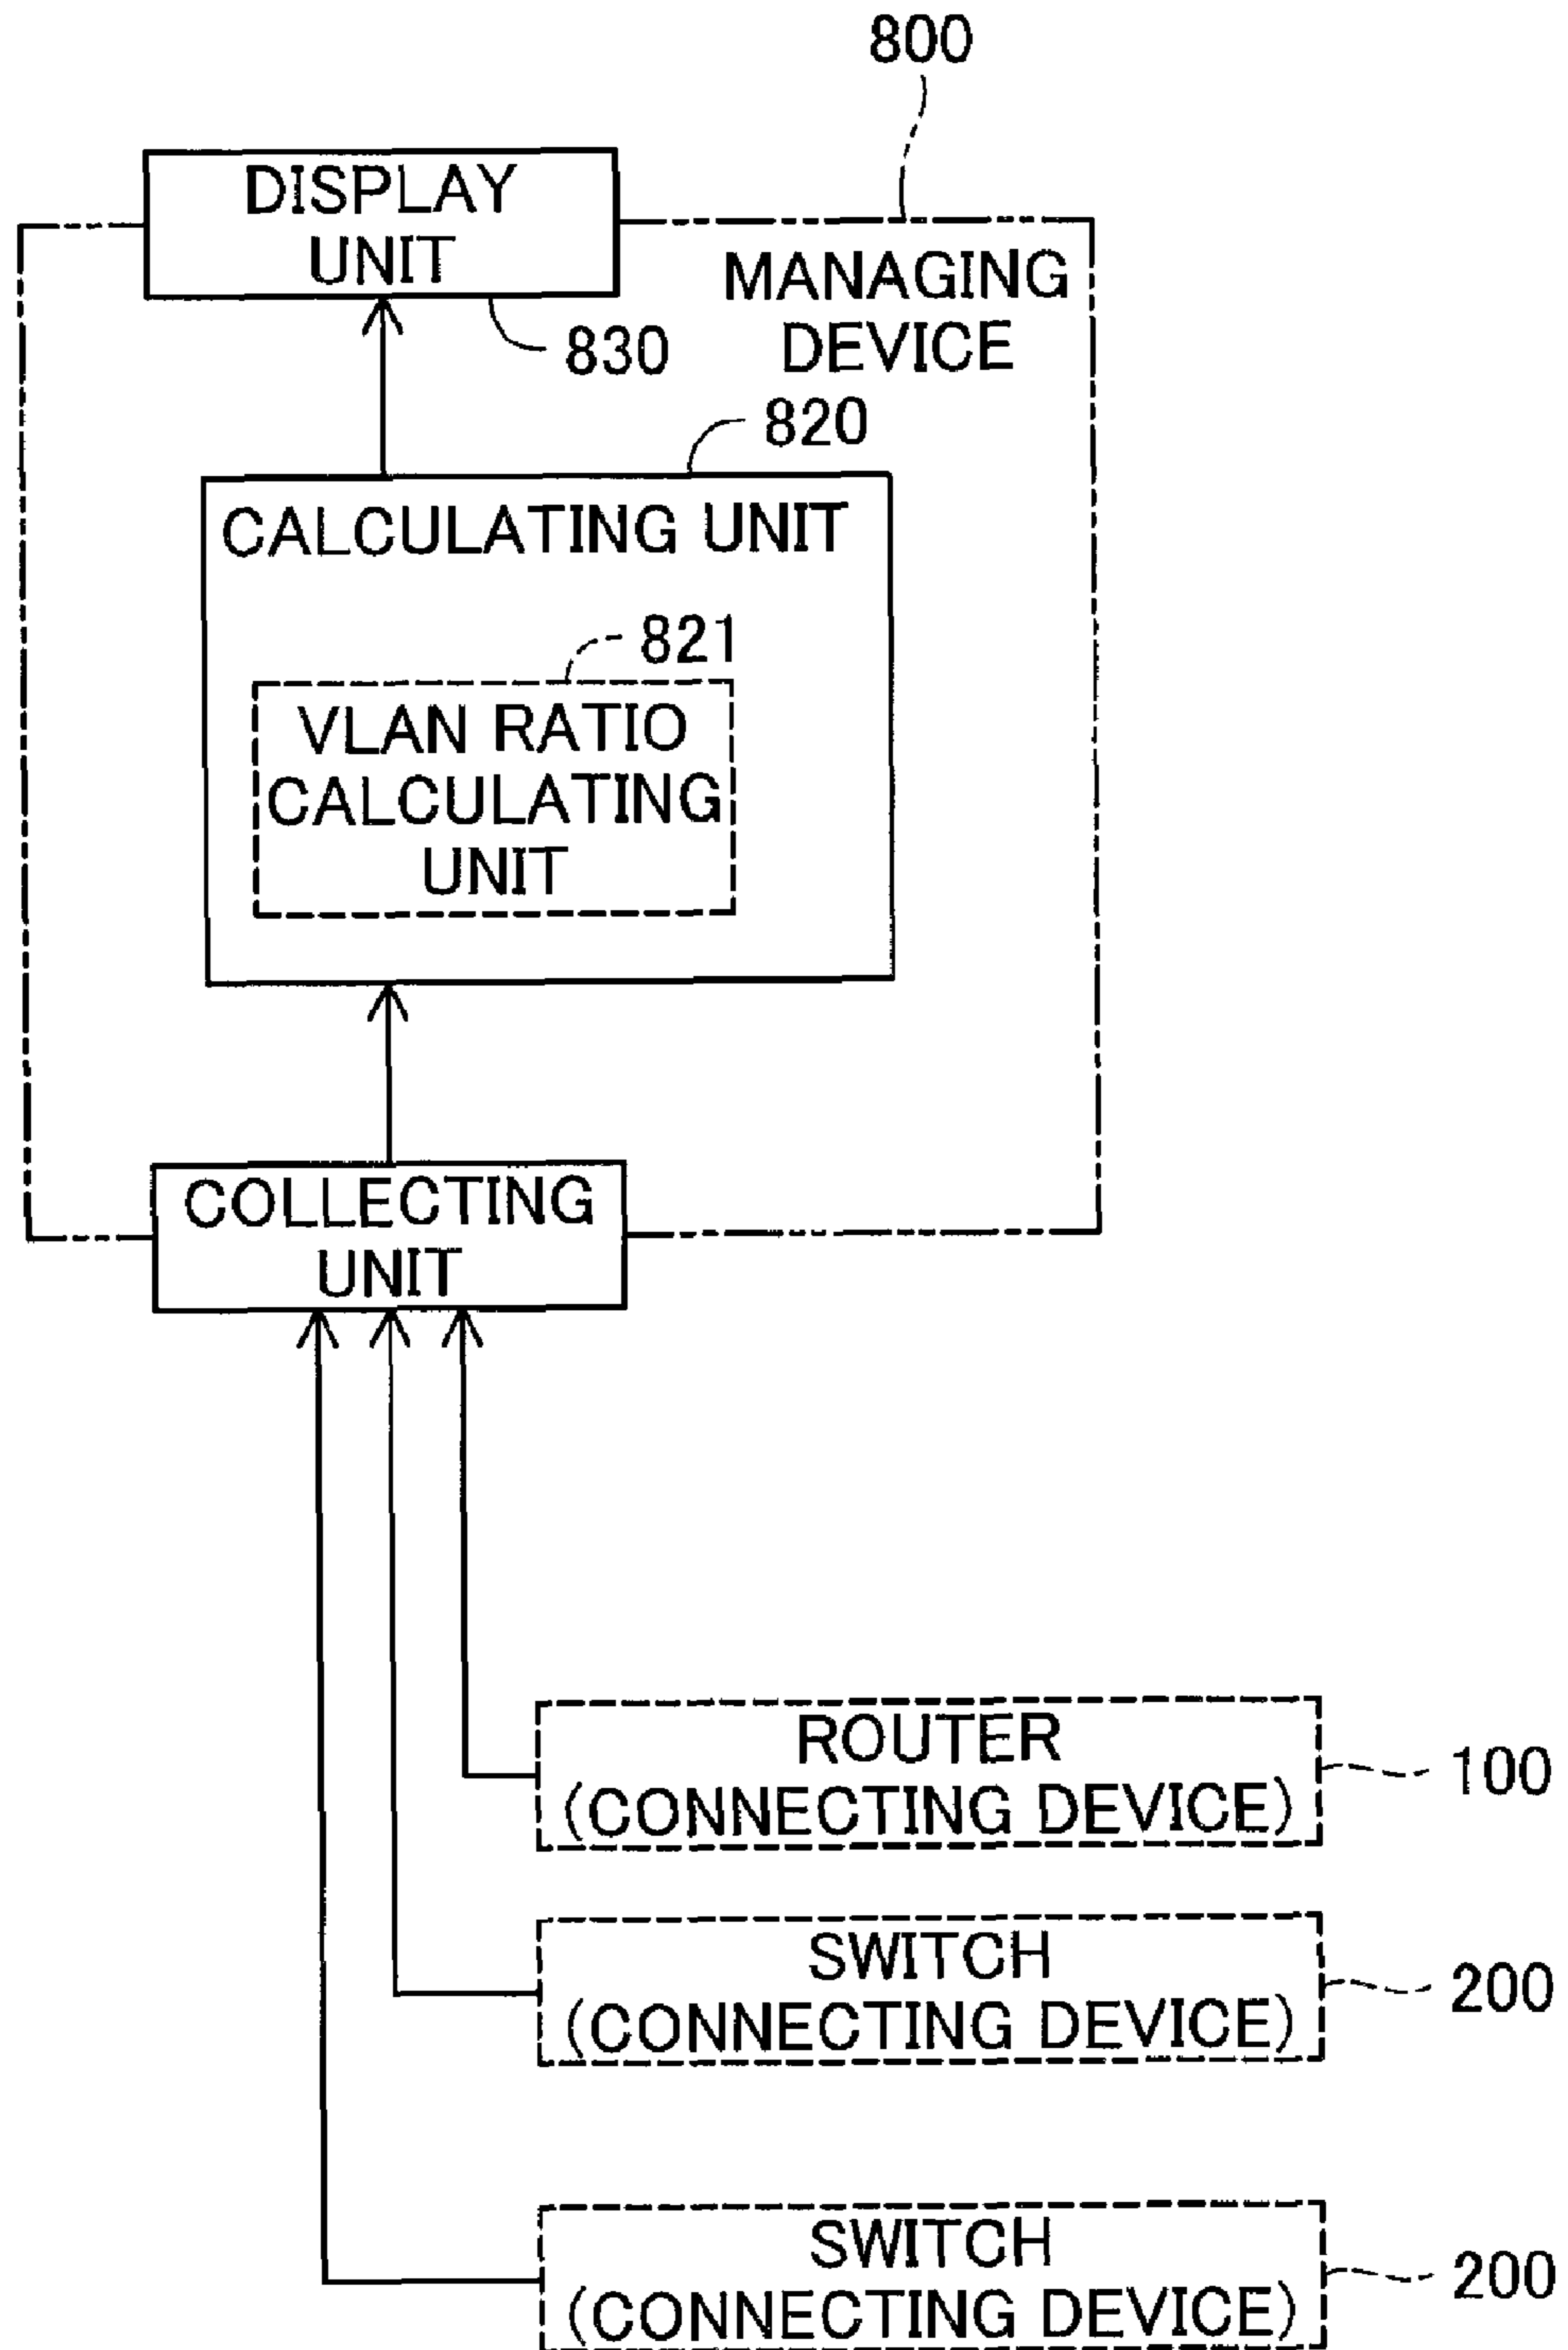 800
DISPLAY
UNIT
MANAGING
DEVICE
830
820
CALCULATING UNIT
821
VLAN RATIO
CALCULATING
UNIT
COLLECTING
UNIT
ROUTER
(CONNECTING DEVICE)
100
SWITCH
(CONNECTING DEVICE)
200
SWITCH
(CONNECTING DEVICE)
200